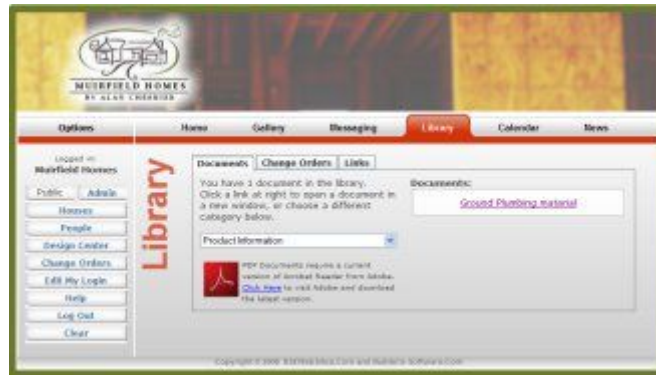 MUIRFIELD HOMES
Options
Home Gallery Messaging Library Calendar News
Logged in:
Muirfield Homes
Public Admin
Houses
People
Design Center
Change Orders
Edit My Login
Help
Log Out
Clear
Library
Documents Change Orders Links
You have 1 document in the library.
Click a link at right to open a document in
a new window, or choose a different
category below.
Product Information
PDF Documents require a current
version of Acrobat Reader from Adobe.
Click Here to visit Adobe and download
the latest version.
Documents:
Ground Plumbing material